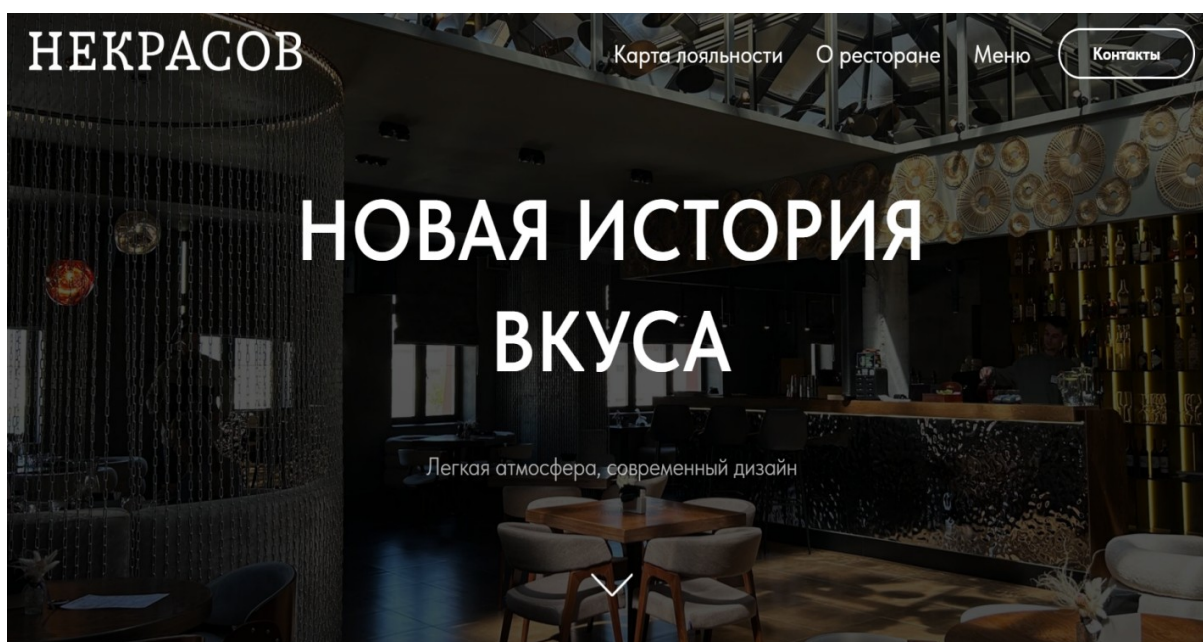 НЕКРАСОВ
Карта лояльности О ресторане Меню Контакты
НОВАЯ ИСТОРИЯ
ВКУСА
Легкая атмосфера, современный дизайн